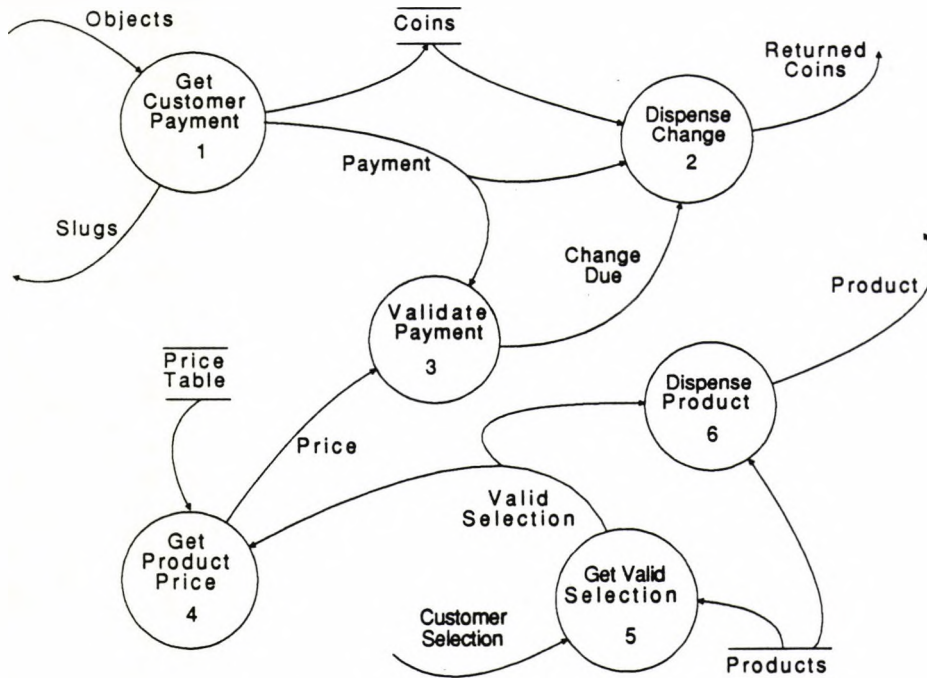 Objects
Coins
Returned
Coins
Get
Customer
Payment
1
Dispense
Change
2
Payment
Slugs
Change
Due
Product
Validate
Payment
3
Price
Table
Dispense
Product
6
Price
Valid
Selection
Get
Product
Price
4
Get Valid
Selection
5
Customer
Selection
Products